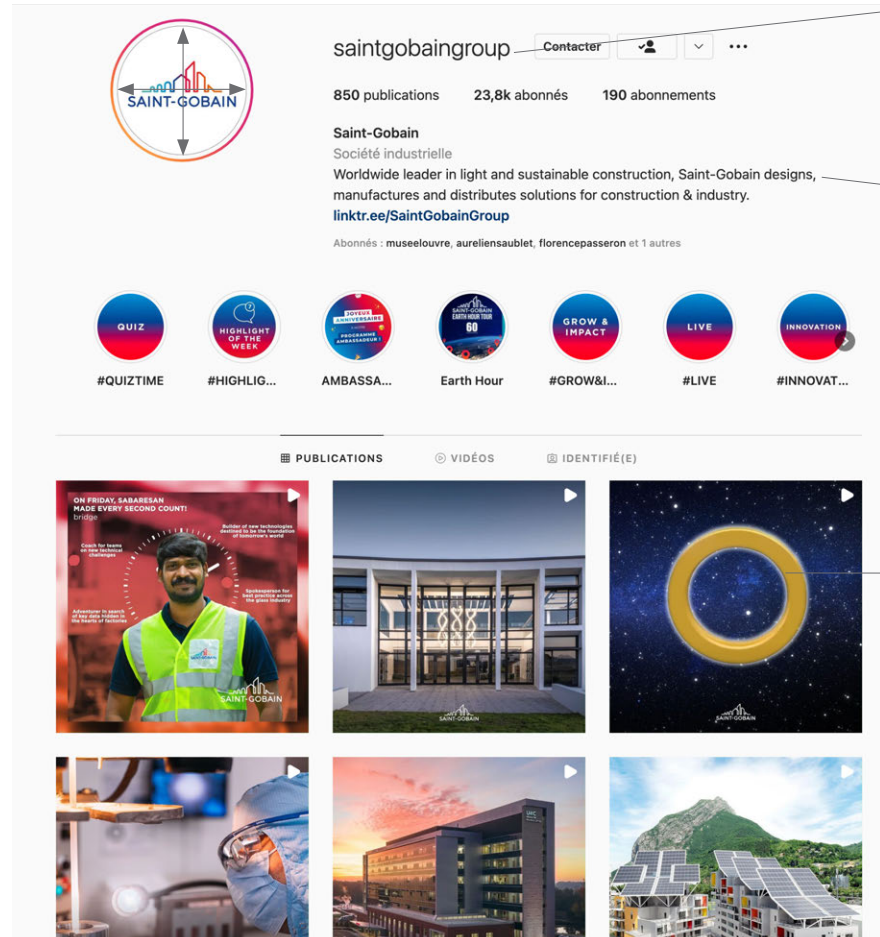 saintgobaingroup
Contacter
850 publications 23,8k abonnés 190 abonnements
SAINT-GOBAIN
Saint-Gobain
Société industrielle
Worldwide leader in light and sustainable construction, Saint-Gobain designs,
manufactures and distributes solutions for construction & industry.
linktr.ee/SaintGobainGroup
Abonnés : museelouvre, aureliensaublet, florencepasseron et 1 autres
QUIZ
7
HIGHLIGHT
OF THE
WEEK
JOYEUX
ANNIVERSAIRE
PROGRAMME
AMBASSADEUR !
SAINT-GOBAIN
EARTH HOUR TOUR
60
GROW &
IMPACT
LIVE
INNOVATION
#QUIZTIME #HIGHLIG... AMBASSA... Earth Hour #GROW&I... #LIVE #INNOVAT...
PUBLICATIONS VIDÉOS IDENTIFIÉ(E)
ON FRIDAY, SABARESAN
MADE EVERY SECOND COUNT!
bridge
Builder of new technologies
destined to be the foundation
of tomorrow's world
Coach for teams
on new technical
challenges
Spokesperson for
best practice across
the glass industry
Adventurer in search
of key data hidden in
the hearts of factories
SAINT-GOBAIN
SAINT-GOBAIN
SAINT-GOBAIN
SAINT-GOBAIN